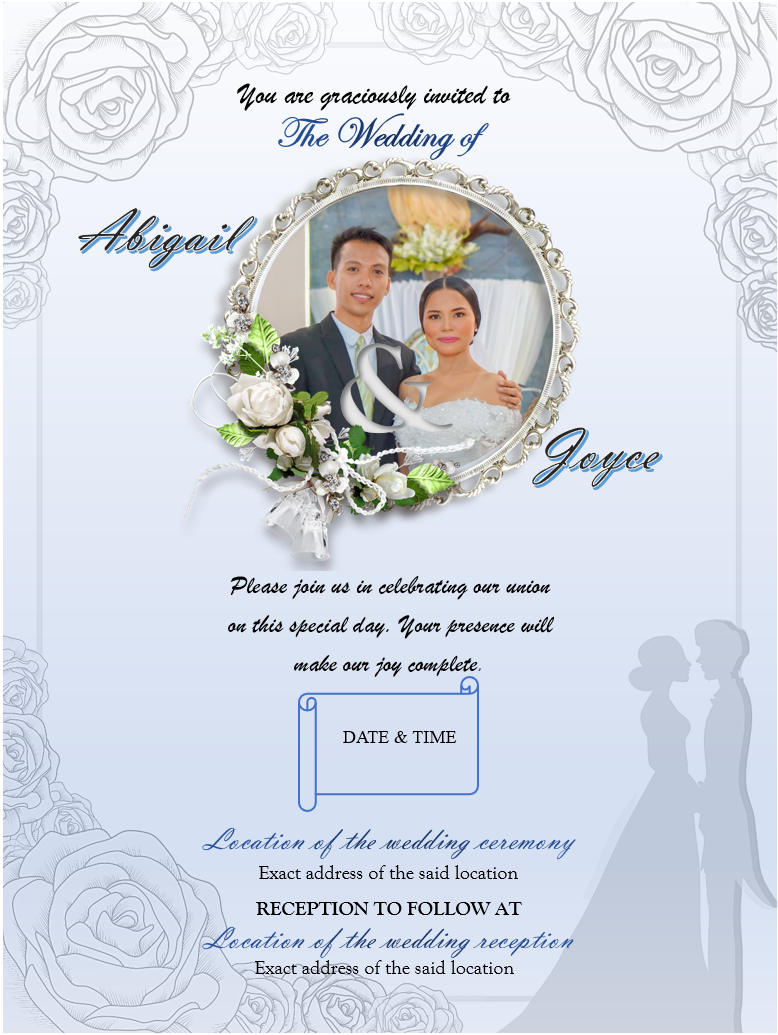 You are graciously invited to
The Wedding of
Abigail
&
Joyce
Please join us in celebrating our union
on this special day. Your presence will
make our joy complete.
DATE & TIME
Location of the wedding ceremony
Exact address of the said location
RECEPTION TO FOLLOW AT
Location of the wedding reception
Exact address of the said location